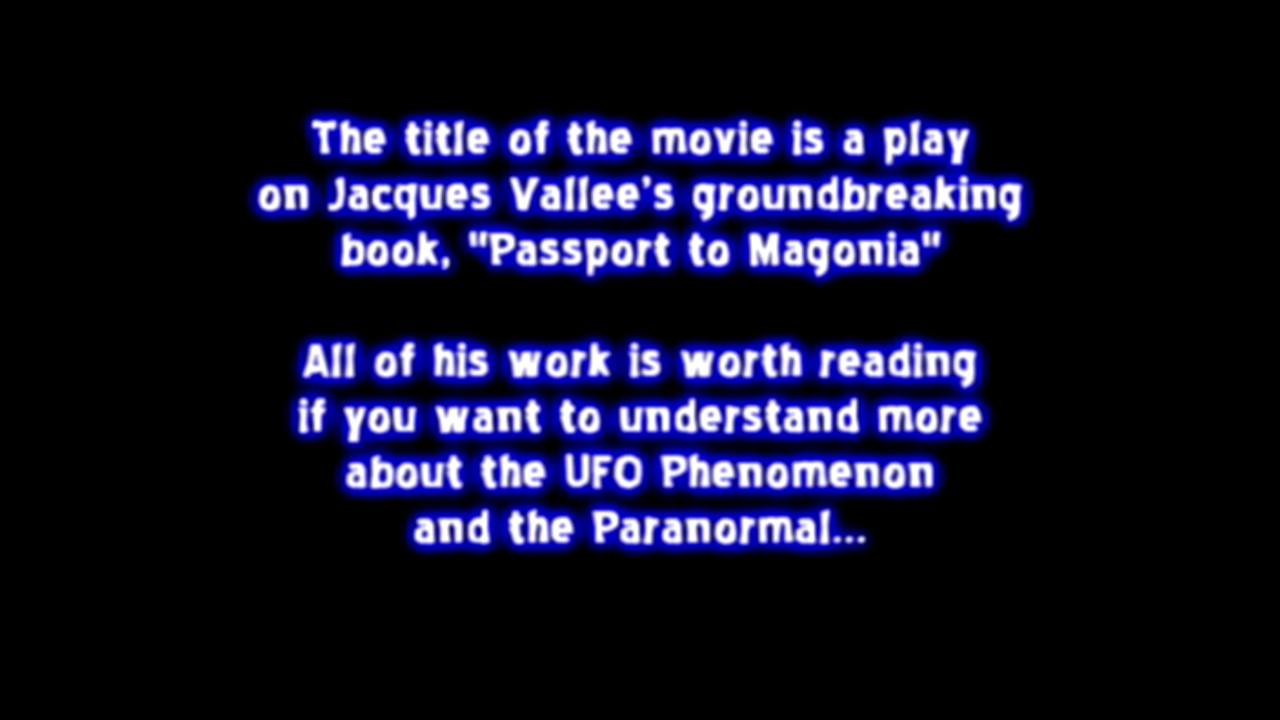 The title of the movie is a play
on Jacques Vallee's groundbreaking
book, "Passport to Magonia"
All of his work is worth reading
if you want to understand more
about the UFO Phenomenon
and the Paranormal...